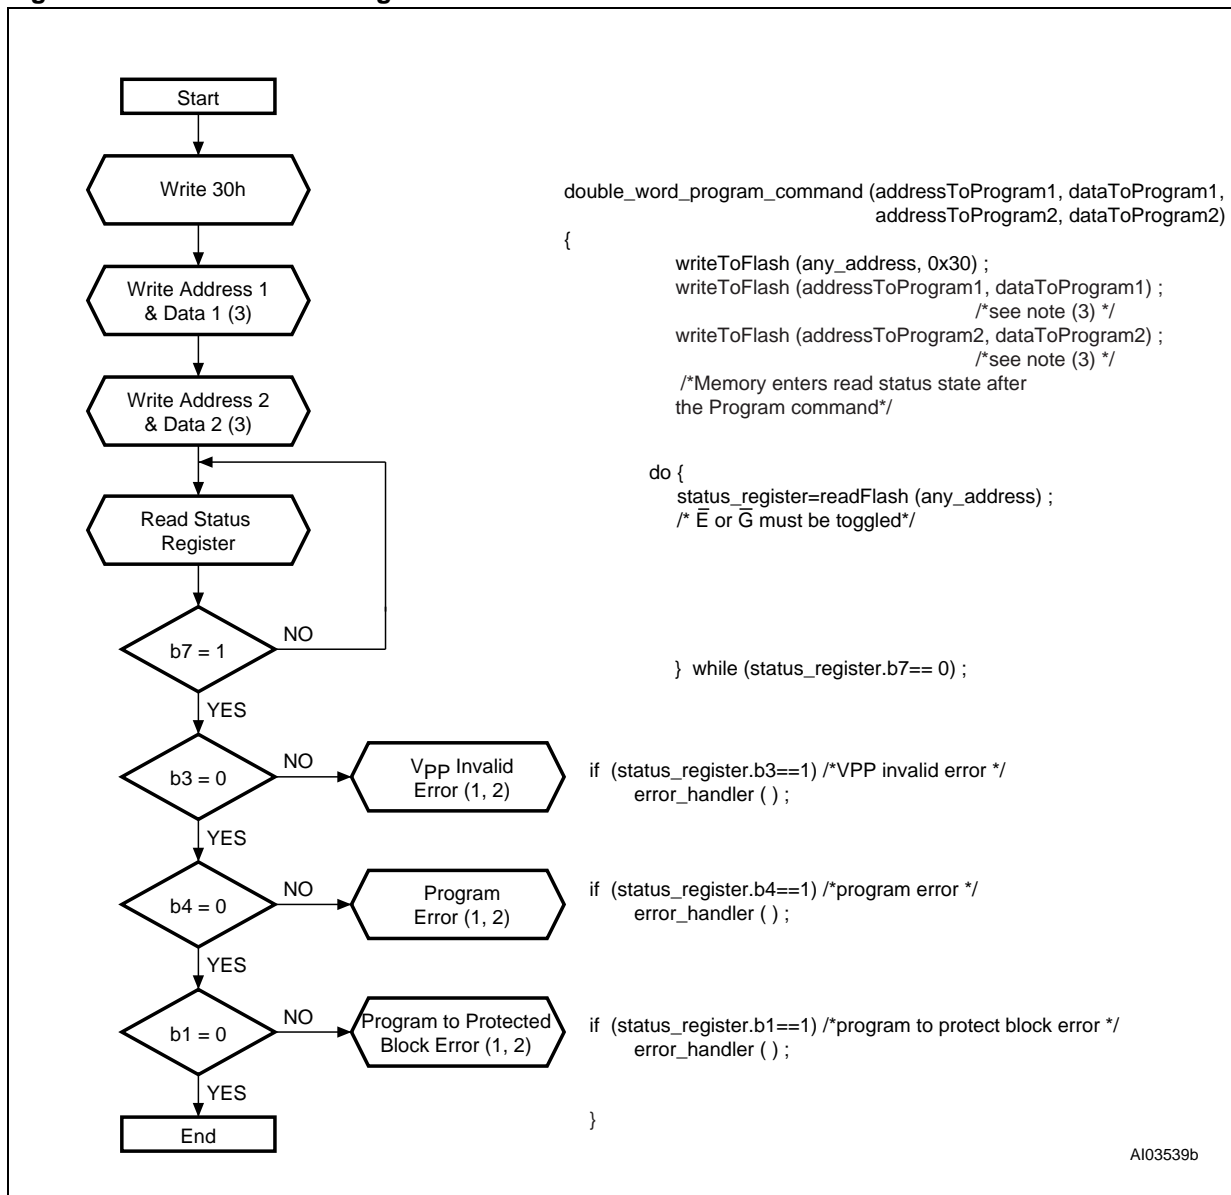 Start
Write 30h
Write Address 1
& Data 1 (3)
Write Address 2
& Data 2 (3)
Read Status
Register
b7 = 1
NO
YES
b3 = 0
NO
VPP Invalid
Error (1, 2)
YES
b4 = 0
NO
Program
Error (1, 2)
YES
b1 = 0
NO
Program to Protected
Block Error (1, 2)
YES
End
double_word_program_command (addressToProgram1, dataToProgram1,
addressToProgram2, dataToProgram2)
{
writeToFlash (any_address, 0x30) ;
writeToFlash (addressToProgram1, dataToProgram1) ;
/*see note (3) */
writeToFlash (addressToProgram2, dataToProgram2) ;
/*see note (3) */
/*Memory enters read status state after
the Program command*/
do {
status_register=readFlash (any_address) ;
/* E̅ or G̅ must be toggled*/
} while (status_register.b7== 0) ;
if (status_register.b3==1) /*VPP invalid error */
error_handler ( ) ;
if (status_register.b4==1) /*program error */
error_handler ( ) ;
if (status_register.b1==1) /*program to protect block error */
error_handler ( ) ;
}
AI03539b